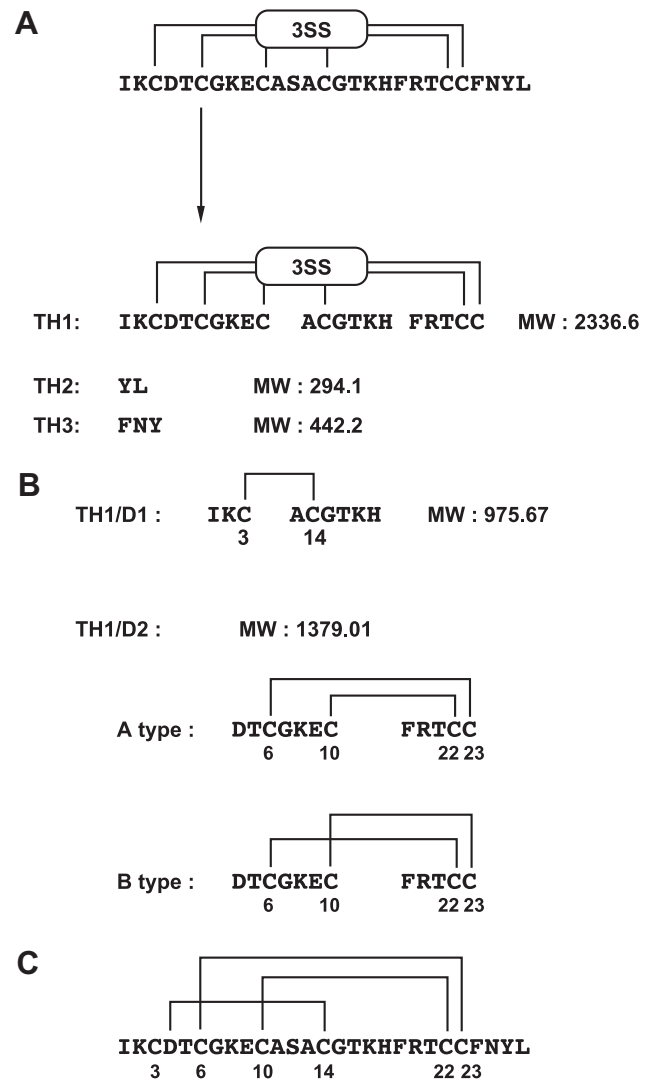 A
3SS
IKCDTCGKECASACGTKHFRTCCFNYL
3SS
TH1: IKCDTCGKEC ACGTKH FRTCC MW : 2336.6
TH2: YL MW : 294.1
TH3: FNY MW : 442.2
B
TH1/D1 : IKC ACGTKH MW : 975.67
3 14
TH1/D2 : MW : 1379.01
A type : DTCGKEC FRTCC
6 10 22 23
B type : DTCGKEC FRTCC
6 10 22 23
C
IKCDTCGKECASACGTKHFRTCCFNYL
3 6 10 14 22 23